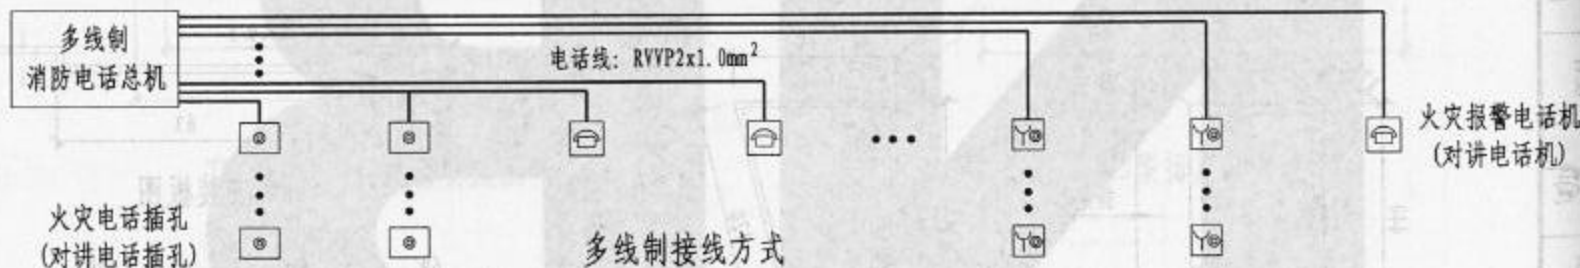 多线制
消防电话总机
电话线: RVVP2x1.0mm²
火灾报警电话机
(对讲电话机)
火灾电话插孔
(对讲电话插孔)
多线制接线方式